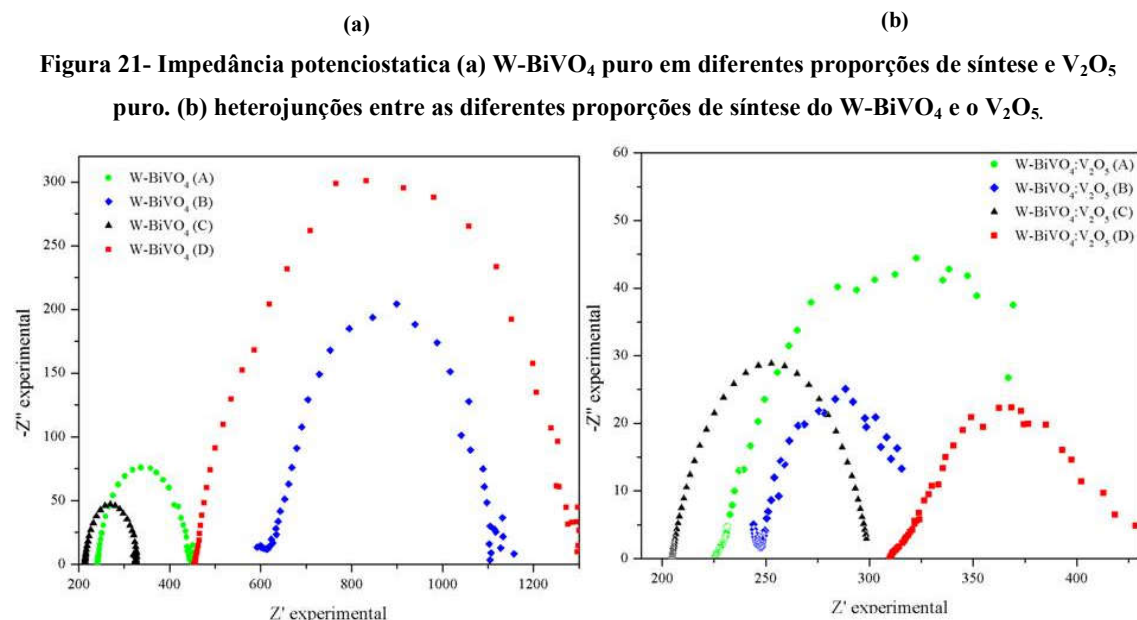 (a) (b)
Figura 21- Impedância potenciostatica (a) W-BiVO₄ puro em diferentes proporções de síntese e V₂O₅
puro. (b) heterojunções entre as diferentes proporções de síntese do W-BiVO₄ e o V₂O₅.
W-BiVO₄ (A)
W-BiVO₄ (B)
W-BiVO₄ (C)
W-BiVO₄ (D)
300
250
200
150
100
50
0
-Z'' experimental
200 400 600 800 1000 1200
Z' experimental
W-BiVO₄:V₂O₅ (A)
W-BiVO₄:V₂O₅ (B)
W-BiVO₄:V₂O₅ (C)
W-BiVO₄:V₂O₅ (D)
60
50
40
30
20
10
0
-Z'' experimental
200 250 300 350 400
Z' experimental